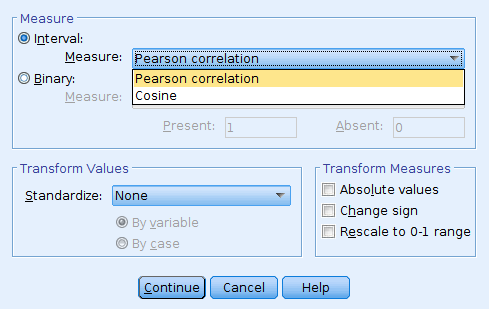 Measure
Interval:
Measure: Pearson correlation
Binary: Pearson correlation
Measure: Cosine
Present: 1 Absent: 0
Transform Values
Standardize: None
By variable
By case
Transform Measures
Absolute values
Change sign
Rescale to 0-1 range
Continue Cancel Help